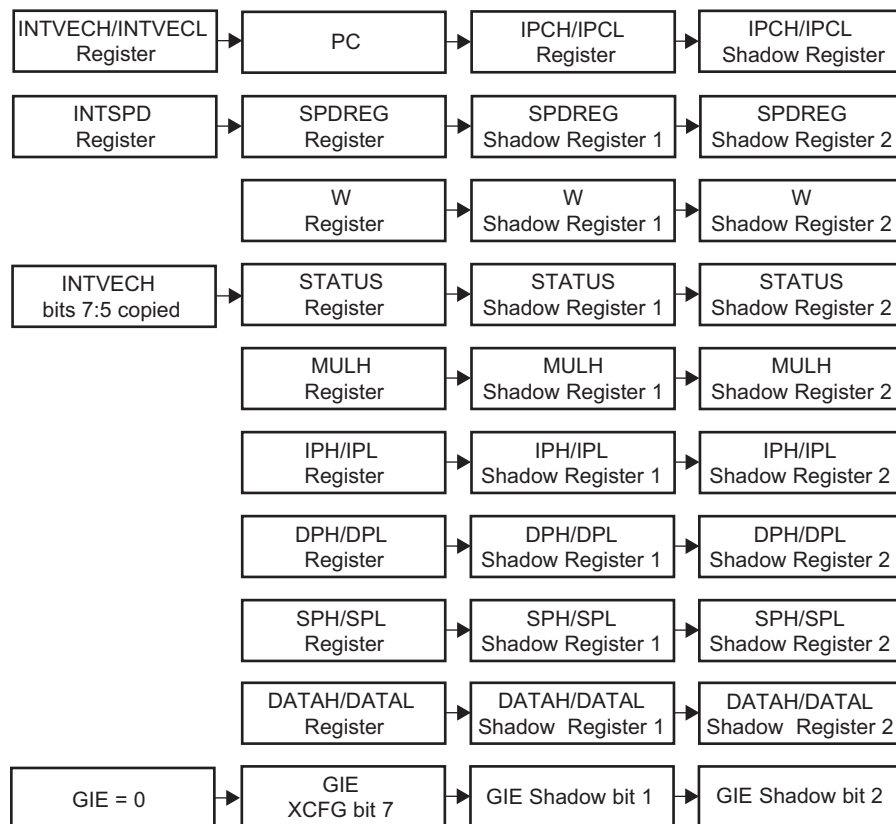 INTVECH/INTVECL
Register
PC
IPCH/IPCL
Register
IPCH/IPCL
Shadow Register
INTSPD
Register
SPDREG
Register
SPDREG
Shadow Register 1
SPDREG
Shadow Register 2
W
Register
W
Shadow Register 1
W
Shadow Register 2
INTVECH
bits 7:5 copied
STATUS
Register
STATUS
Shadow Register 1
STATUS
Shadow Register 2
MULH
Register
MULH
Shadow Register 1
MULH
Shadow Register 2
IPH/IPL
Register
IPH/IPL
Shadow Register 1
IPH/IPL
Shadow Register 2
DPH/DPL
Register
DPH/DPL
Shadow Register 1
DPH/DPL
Shadow Register 2
SPH/SPL
Register
SPH/SPL
Shadow Register 1
SPH/SPL
Shadow Register 2
DATAH/DATAL
Register
DATAH/DATAL
Shadow Register 1
DATAH/DATAL
Shadow Register 2
GIE = 0
GIE
XCFG bit 7
GIE Shadow bit 1
GIE Shadow bit 2